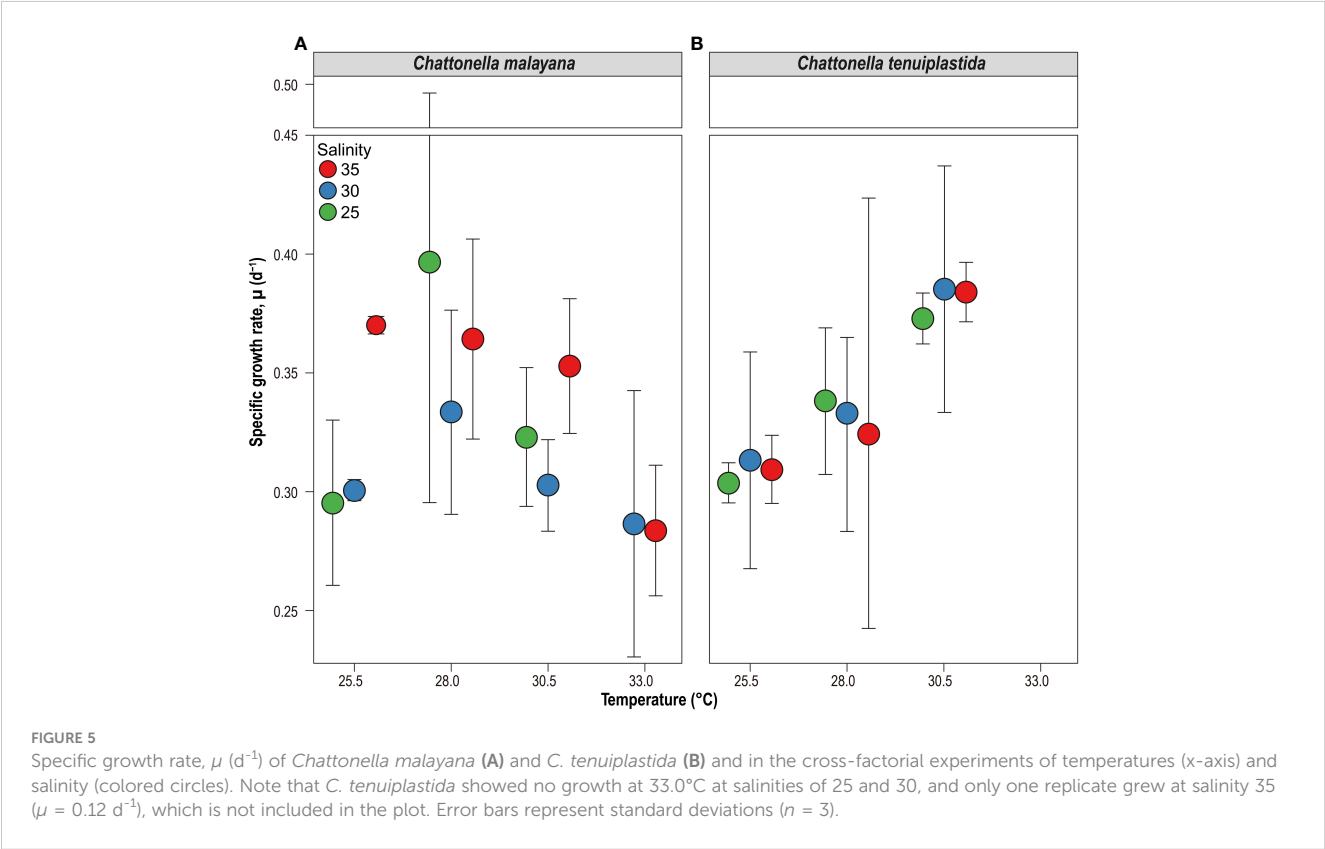 A
B
Chattonella malayana
Chattonella tenuiplastida
0.50
0.45
0.40
0.35
0.30
0.25
Specific growth rate, μ (d⁻¹)
Salinity
35
30
25
25.5 28.0 30.5 33.0
25.5 28.0 30.5 33.0
Temperature (°C)
FIGURE 5
Specific growth rate, μ (d⁻¹) of Chattonella malayana (A) and C. tenuiplastida (B) and in the cross-factorial experiments of temperatures (x-axis) and
salinity (colored circles). Note that C. tenuiplastida showed no growth at 33.0°C at salinities of 25 and 30, and only one replicate grew at salinity 35
(μ = 0.12 d⁻¹), which is not included in the plot. Error bars represent standard deviations (n = 3).